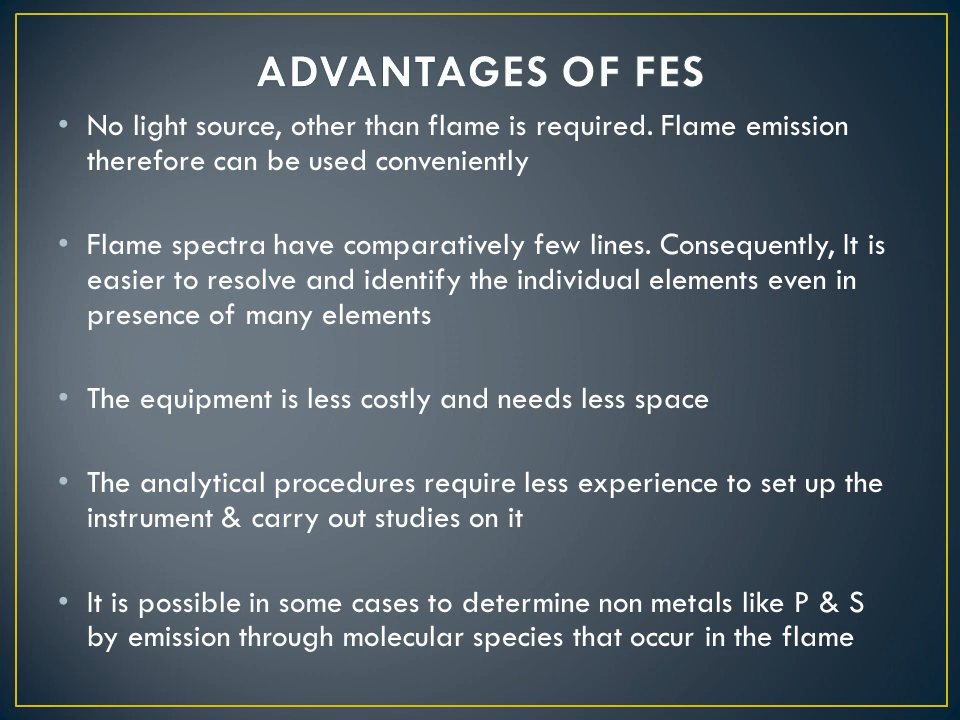 ADVANTAGES OF FES
• No light source, other than flame is required. Flame emission
therefore can be used conveniently
• Flame spectra have comparatively few lines. Consequently, It is
easier to resolve and identify the individual elements even in
presence of many elements
• The equipment is less costly and needs less space
• The analytical procedures require less experience to set up the
instrument & carry out studies on it
• It is possible in some cases to determine non metals like P & S
by emission through molecular species that occur in the flame